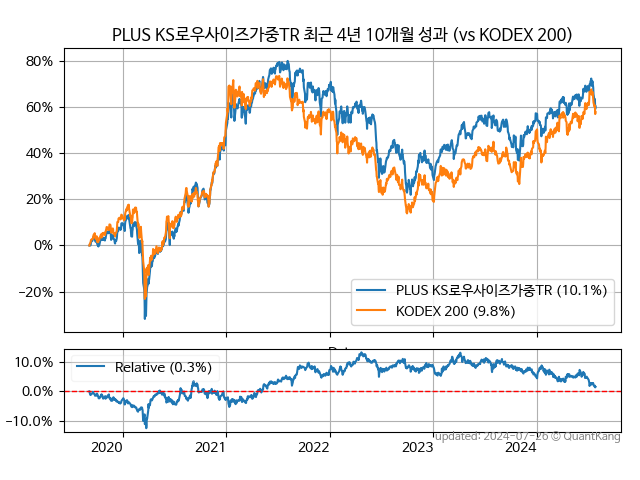 PLUS KS로우사이즈가중TR 최근 4년 10개월 성과 (vs KODEX 200)
80%
60%
40%
20%
0%
−20%
PLUS KS로우사이즈가중TR (10.1%)
KODEX 200 (9.8%)
10.0%
0.0%
−10.0%
Relative (0.3%)
2020 2021 2022 2023 2024
updated: 2024-07-26 © QuantKang